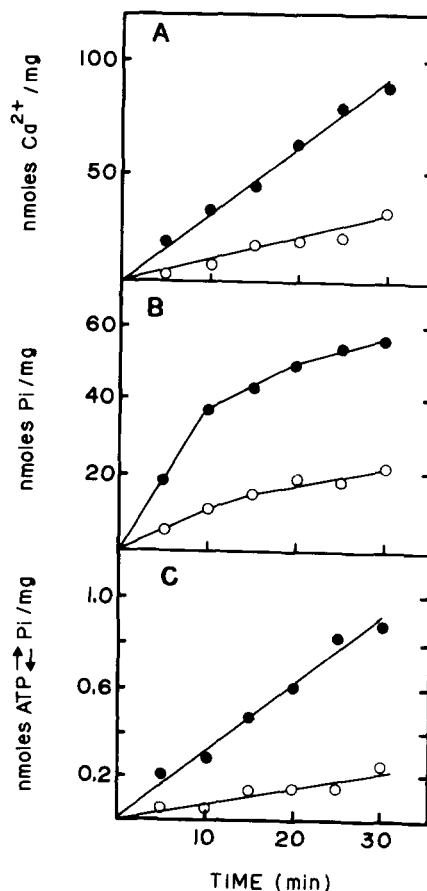 A
100
50
nmoles Ca2+/mg
B
60
40
20
nmoles Pi/mg
C
1.0
0.6
0.2
nmoles ATP⇄Pi/mg
10
20
30
TIME (min)